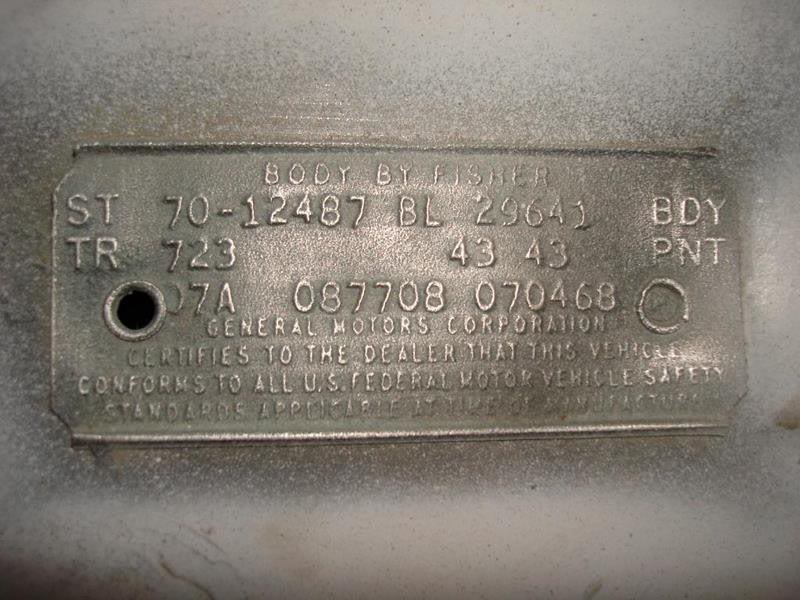 BODY BY FISHER
ST 70-12487 BL 29641 BDY
TR 723 43 43 PNT
07A 087708 070468
GENERAL MOTORS CORPORATION
CERTIFIES TO THE DEALER THAT THIS VEHICLE
CONFORMS TO ALL U.S. FEDERAL MOTOR VEHICLE SAFETY
STANDARDS APPLICABLE AT TIME OF MANUFACTURE